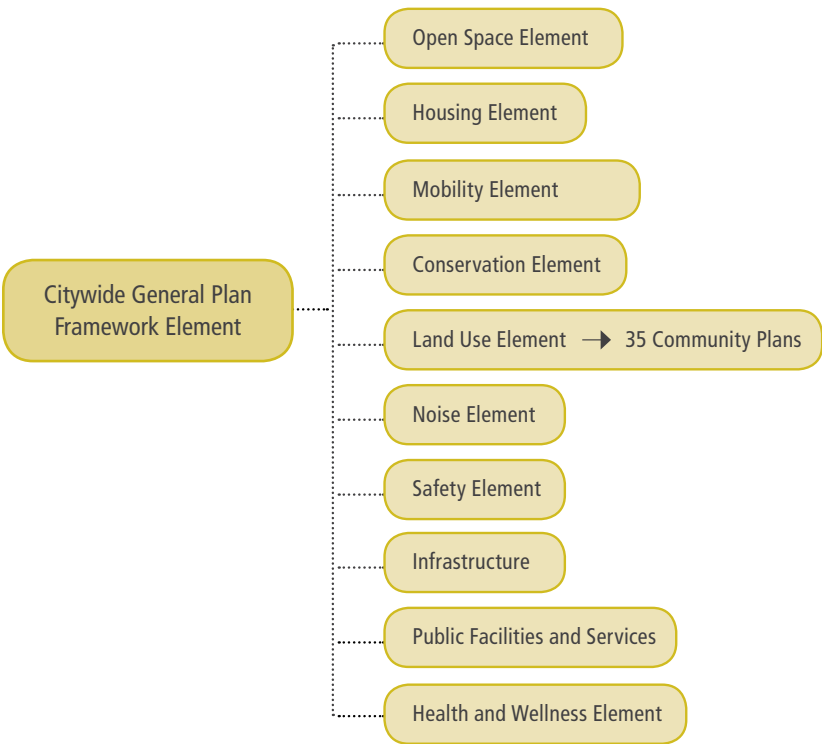 Open Space Element
Housing Element
Mobility Element
Conservation Element
Citywide General Plan
Framework Element
Land Use Element → 35 Community Plans
Noise Element
Safety Element
Infrastructure
Public Facilities and Services
Health and Wellness Element